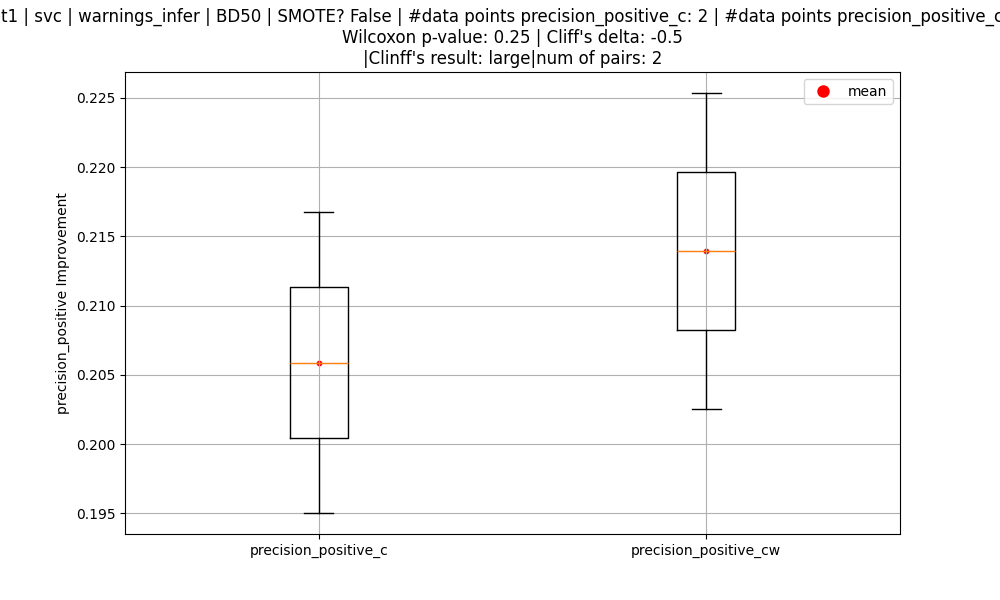 t1 | svc | warnings_infer | BD50 | SMOTE? False | #data points precision_positive_c: 2 | #data points precision_positive_c
Wilcoxon p-value: 0.25 | Cliff's delta: -0.5
|Clinff's result: large|num of pairs: 2
mean
0.225
0.220
0.215
0.210
0.205
0.200
0.195
precision_positive Improvement
precision_positive_c
precision_positive_cw